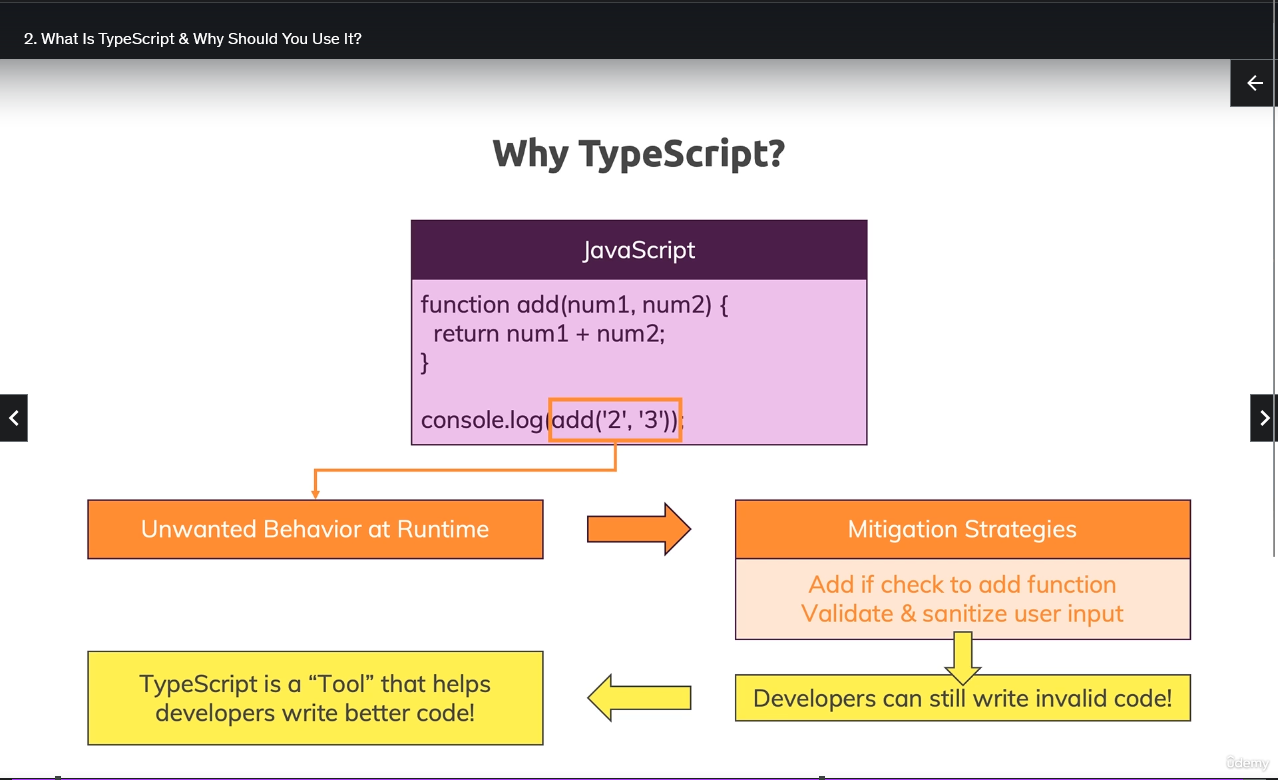 2. What Is TypeScript & Why Should You Use It?
Why TypeScript?
JavaScript
function add(num1, num2) {
return num1 + num2;
}
console.log(add('2', '3'));
Unwanted Behavior at Runtime
Mitigation Strategies
Add if check to add function
Validate & sanitize user input
Developers can still write invalid code!
TypeScript is a “Tool” that helps
developers write better code!
ûdemy